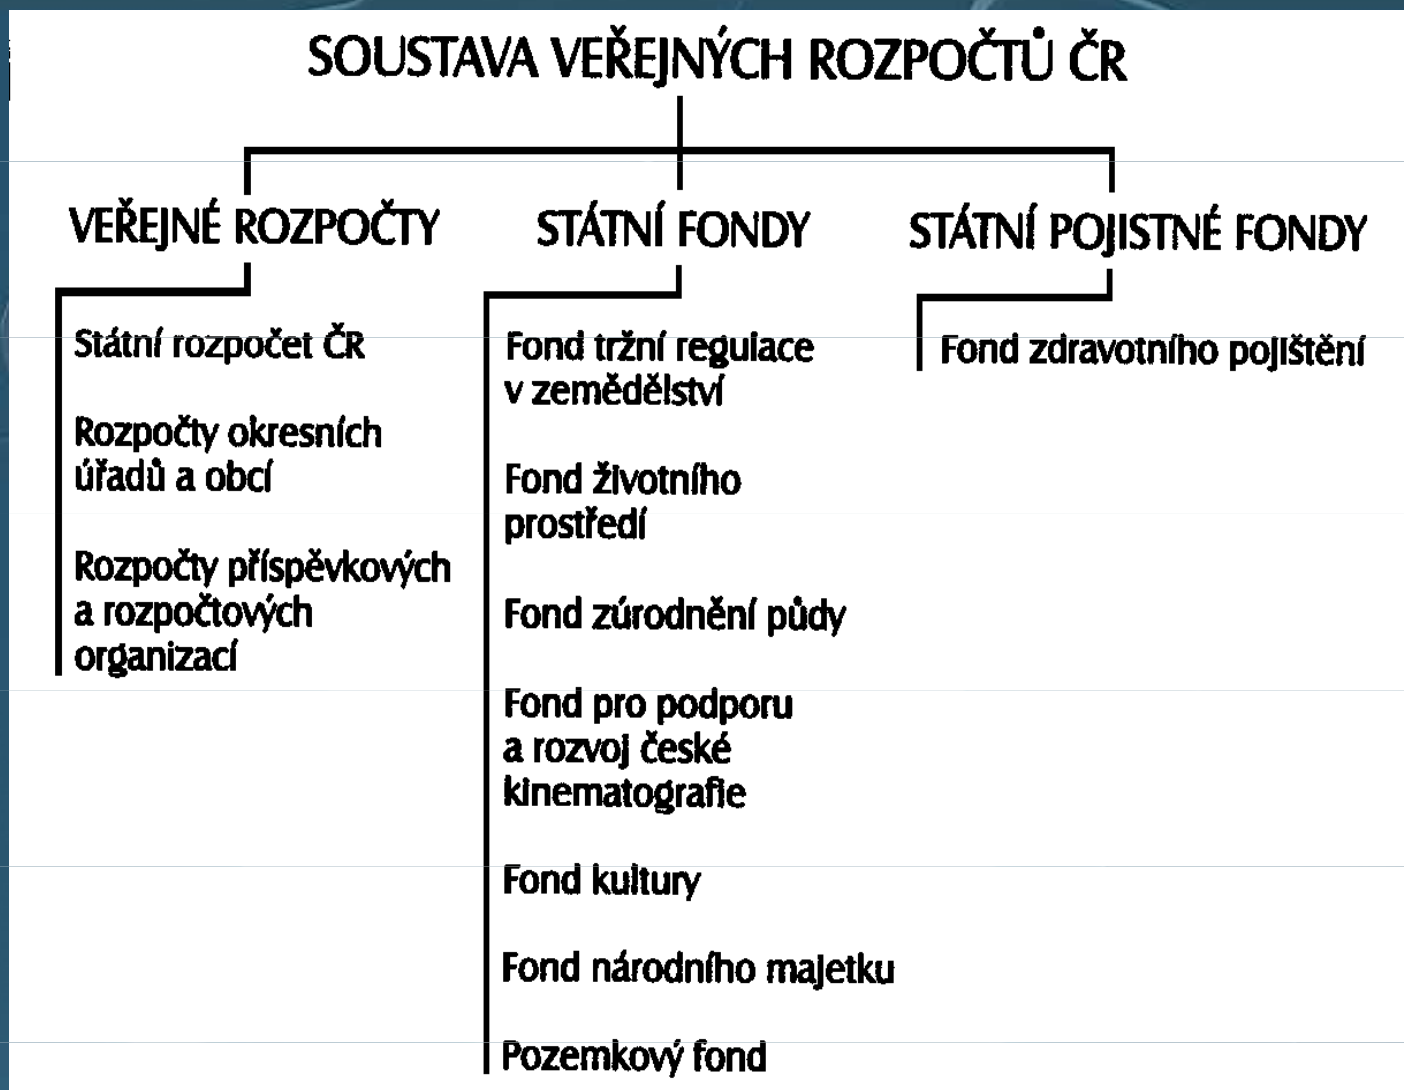 SOUSTAVA VEŘEJNÝCH ROZPOČTŮ ČR
VEŘEJNÉ ROZPOČTY
Státní rozpočet ČR
Rozpočty okresních
úřadů a obcí
Rozpočty příspěvkových
a rozpočtových
organizací
STÁTNÍ FONDY
Fond tržní regulace
v zemědělství
Fond životního
prostředí
Fond zúrodnění půdy
Fond pro podporu
a rozvoj české
kinematografie
Fond kultury
Fond národního majetku
Pozemkový fond
STÁTNÍ POJISTNÉ FONDY
Fond zdravotního pojištění